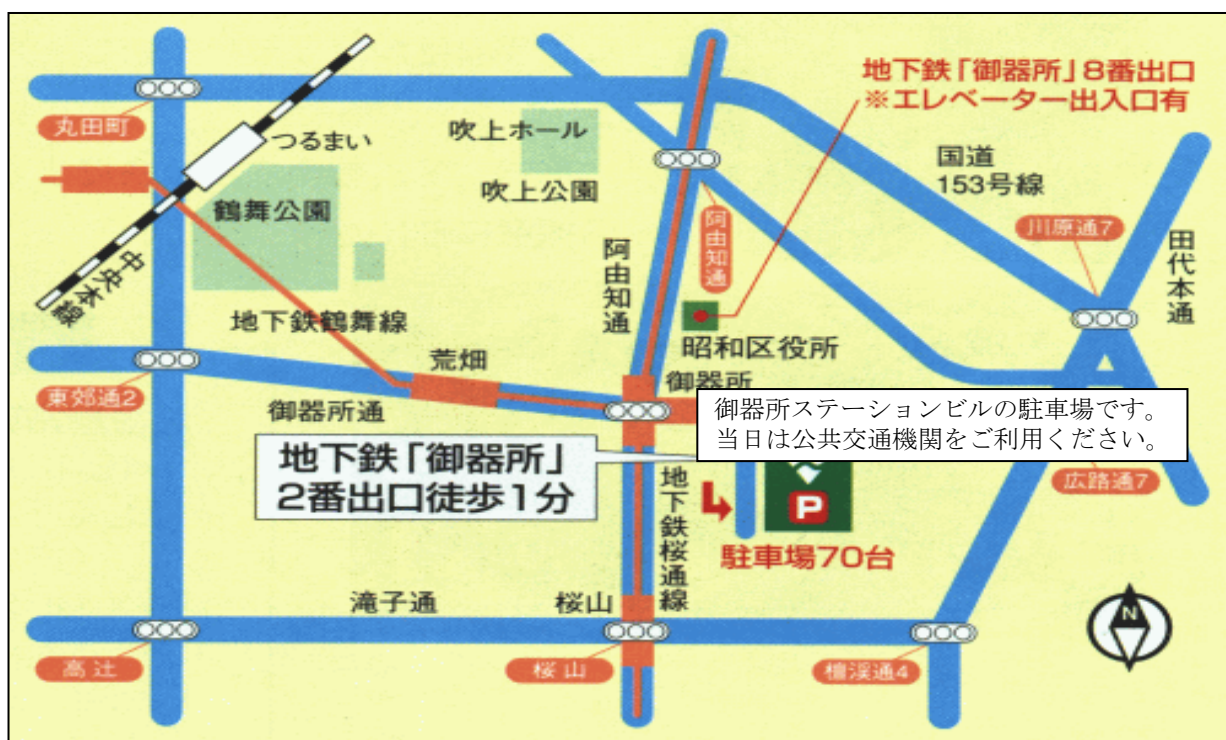 地下鉄「御器所」8番出口
※エレベーター出入口有
丸田町
つるまい
吹上ホール
吹上公園
国道
153号線
鶴舞公園
阿由知通
川原通7
田代本通
阿由知通
中央本線
地下鉄鶴舞線
昭和区役所
荒畑
御器所
東郊通2
御器所通
御器所ステーションビルの駐車場です。
当日は公共交通機関をご利用ください。
地下鉄「御器所」
2番出口徒歩1分
広路通7
地下鉄桜通線
P
駐車場70台
滝子通
桜山
N
高辻
桜山
檀渓通4